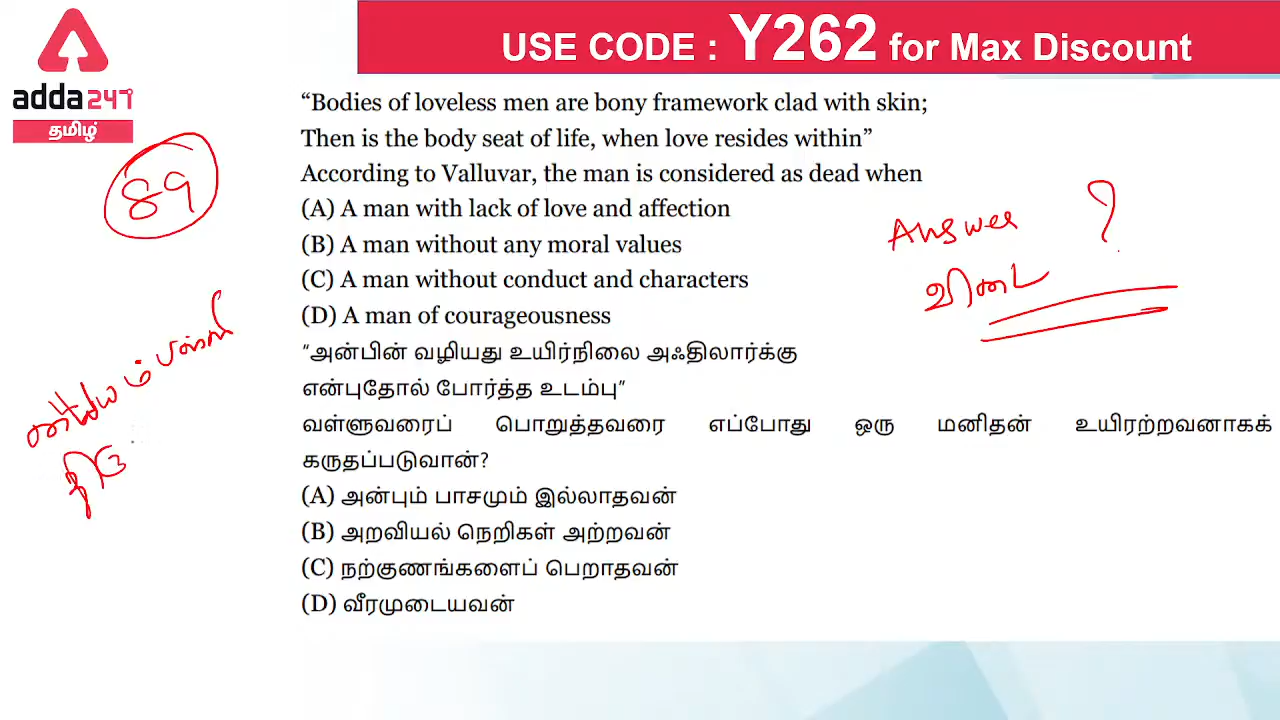 USE CODE : Y262 for Max Discount
adda247
தமிழ்
“Bodies of loveless men are bony framework clad with skin;
Then is the body seat of life, when love resides within”
According to Valluvar, the man is considered as dead when
(A) A man with lack of love and affection
(B) A man without any moral values
(C) A man without conduct and characters
(D) A man of courageousness
“அன்பின் வழியது உயிர்நிலை அஃதிலார்க்கு
என்புதோல் போர்த்த உடம்பு”
வள்ளுவரைப் பொறுத்தவரை எப்போது ஒரு மனிதன் உயிரற்றவனாகக்
கருதப்படுவான்?
(A) அன்பும் பாசமும் இல்லாதவன்
(B) அறவியல் நெறிகள் அற்றவன்
(C) நற்குணங்களைப் பெறாதவன்
(D) வீரமுடையவன்
89
Answer ?
விடை